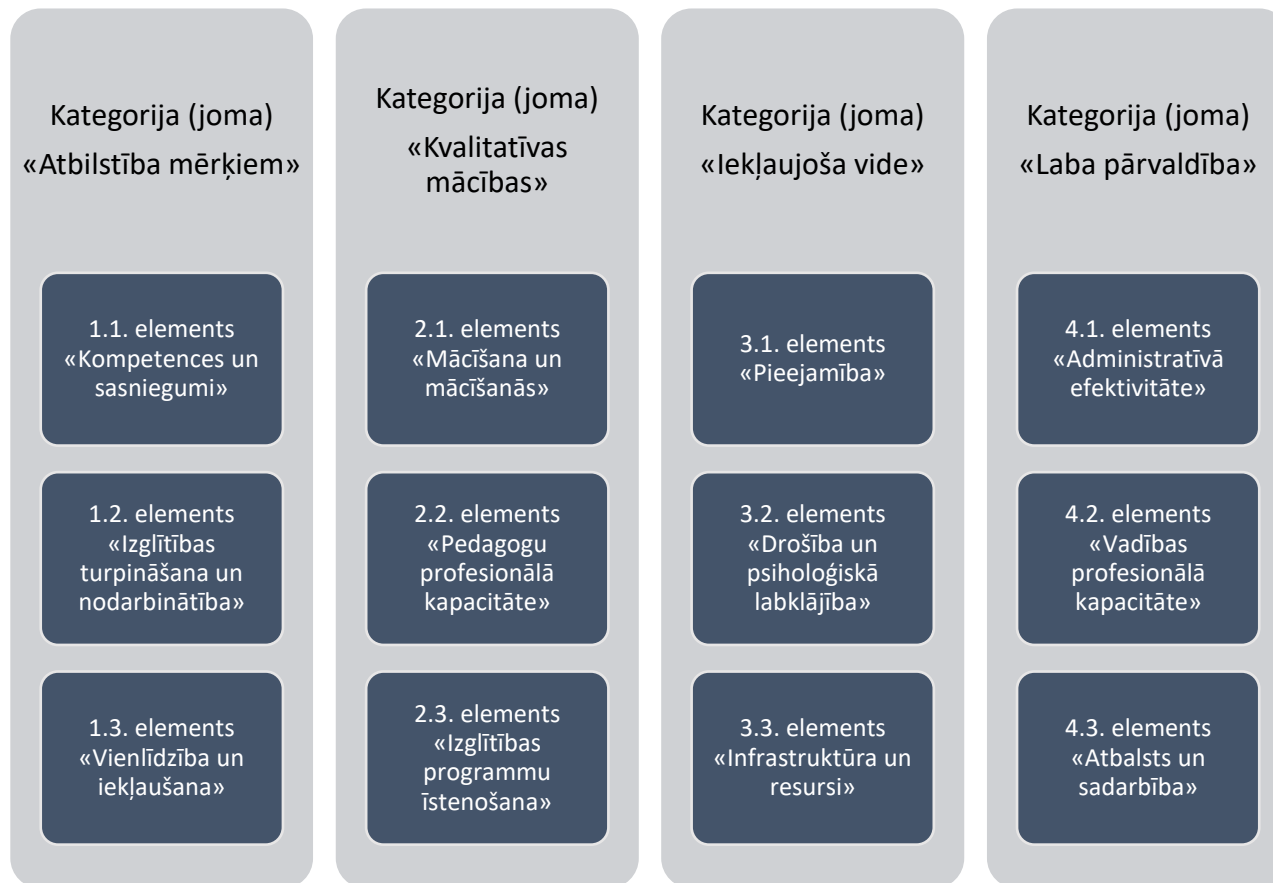 Kategorija (joma)
«Atbilstība mērķiem»
1.1. elements
«Kompetences un
sasniegumi»
1.2. elements
«Izglītības
turpināšana un
nodarbinātība»
1.3. elements
«Vienlīdzība un
iekļaušana»
Kategorija (joma)
«Kvalitatīvas
mācības»
2.1. elements
«Mācīšana un
mācīšanās»
2.2. elements
«Pedagogu
profesionālā
kapacitāte»
2.3. elements
«Izglītības
programmu
īstenošana»
Kategorija (joma)
«Iekļaujoša vide»
3.1. elements
«Pieejamība»
3.2. elements
«Drošība un
psiholoģiskā
labklājība»
3.3. elements
«Infrastruktūra un
resursi»
Kategorija (joma)
«Laba pārvaldība»
4.1. elements
«Administratīvā
efektivitāte»
4.2. elements
«Vadības
profesionālā
kapacitāte»
4.3. elements
«Atbalsts un
sadarbība»